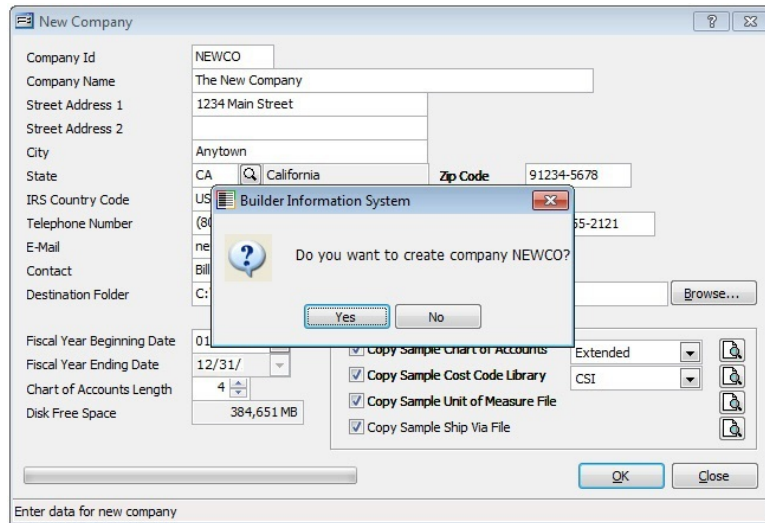 New Company
Company Id NEWCO
Company Name The New Company
Street Address 1 1234 Main Street
Street Address 2
City Anytown
State CA California Zip Code 91234-5678
IRS Country Code US
Builder Information System
Telephone Number (80 55-2121
E-Mail ne
Do you want to create company NEWCO?
Contact Bill
Destination Folder C:\ Browse...
Yes No
Fiscal Year Beginning Date 01
Copy Sample Chart of Accounts Extended
Fiscal Year Ending Date 12/31/
Copy Sample Cost Code Library CSI
Chart of Accounts Length 4
Copy Sample Unit of Measure File
Disk Free Space 384,651 MB
Copy Sample Ship Via File
OK Close
Enter data for new company